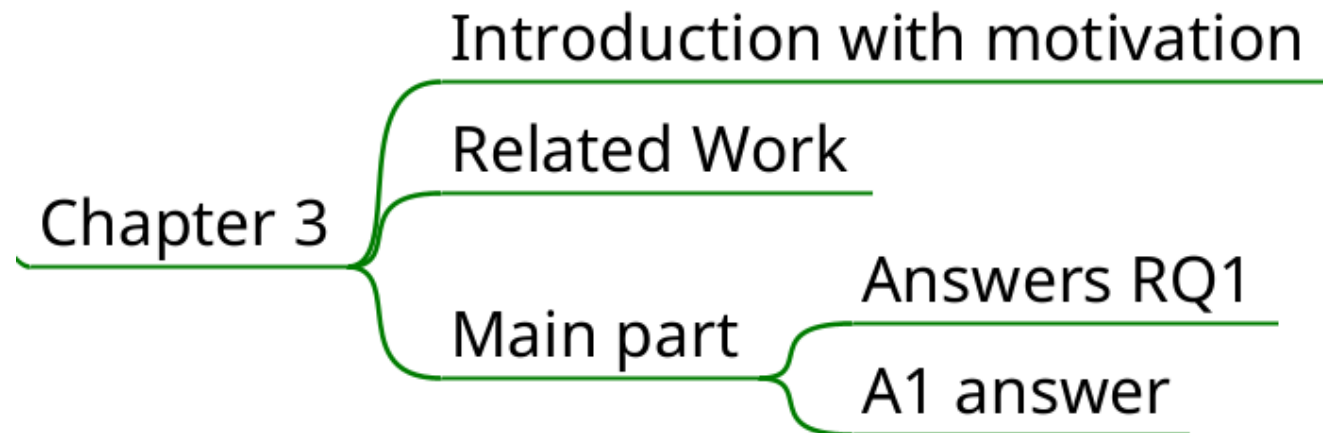 Introduction with motivation
Related Work
Chapter 3
Main part
Answers RQ1
A1 answer